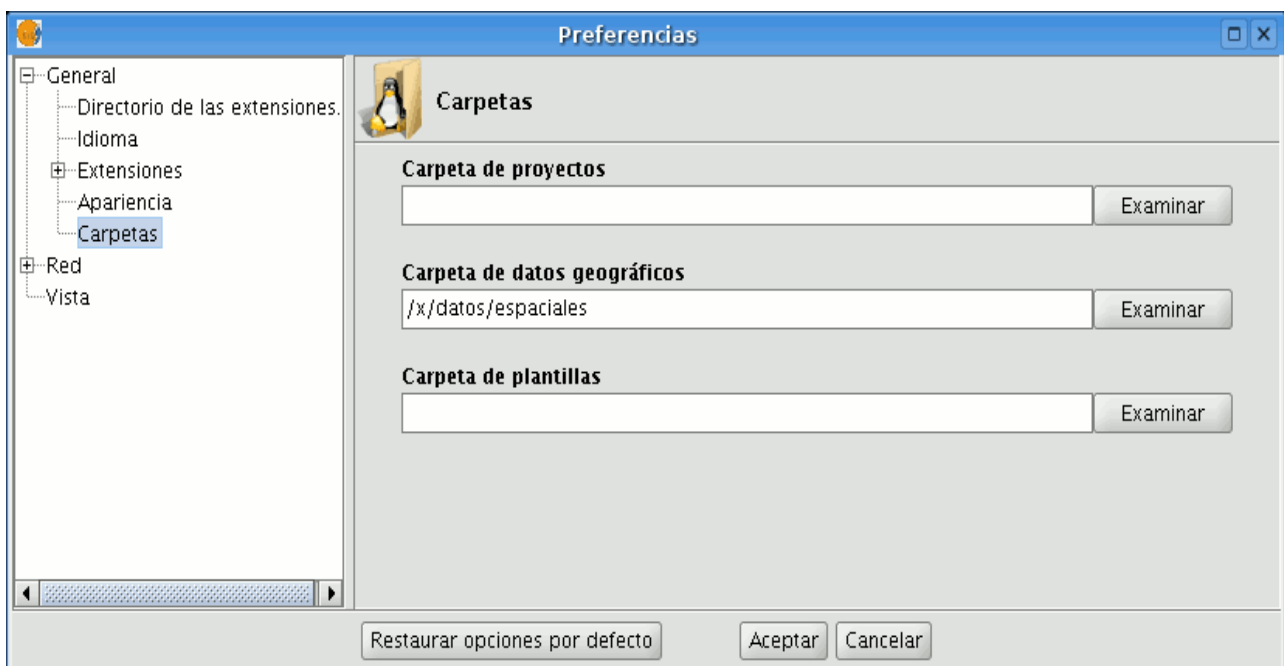 Preferencias
General
Directorio de las extensiones.
Idioma
Extensiones
Apariencia
Carpetas
Red
Vista
Carpetas
Carpeta de proyectos
Examinar
Carpeta de datos geográficos
/x/datos/espaciales
Examinar
Carpeta de plantillas
Examinar
Restaurar opciones por defecto
Aceptar
Cancelar